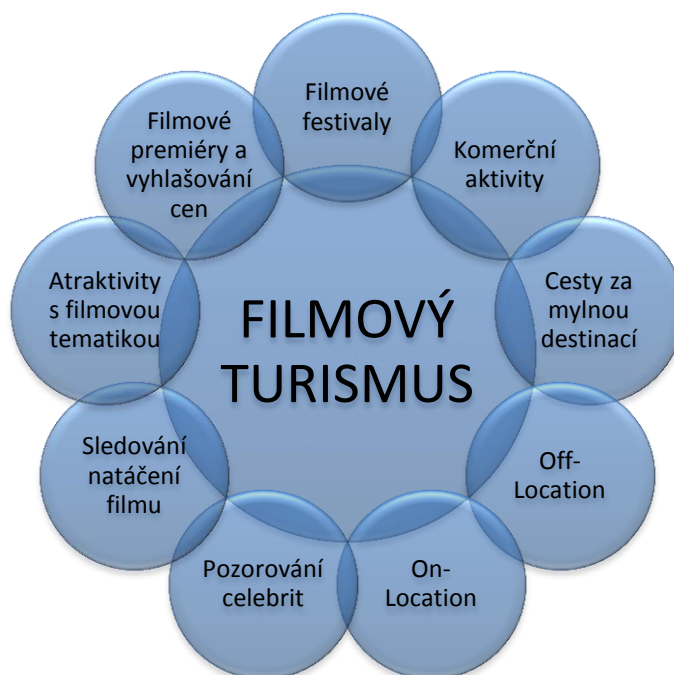 Filmové
festivaly
Komerční
aktivity
Cesty za
mylnou
destinací
Off-
Location
On-
Location
Pozorování
celebrit
Sledování
natáčení
filmu
Atraktivity
s filmovou
tematikou
Filmové
premiéry a
vyhlašování
cen
FILMOVÝ
TURISMUS